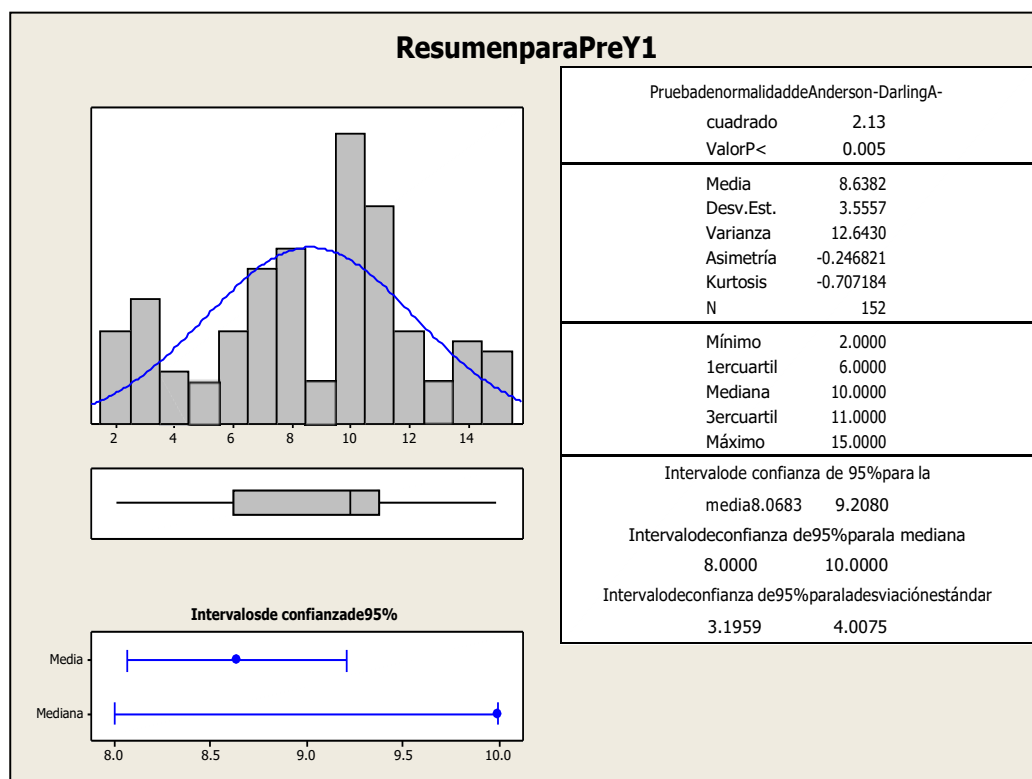 ResumenparaPreY1
2 4 6 8 10 12 14
Intervalosde confianzade95%
Media
Mediana
8.0 8.5 9.0 9.5 10.0
PruebadenormalidaddeAnderson-DarlingA-
cuadrado 2.13
ValorP< 0.005
Media 8.6382
Desv.Est. 3.5557
Varianza 12.6430
Asimetría -0.246821
Kurtosis -0.707184
N 152
Mínimo 2.0000
1ercuartil 6.0000
Mediana 10.0000
3ercuartil 11.0000
Máximo 15.0000
Intervalode confianza de 95%para la
media8.0683 9.2080
Intervalodeconfianza de95%parala mediana
8.0000 10.0000
Intervalodeconfianza de95%paraladesviaciónestándar
3.1959 4.0075